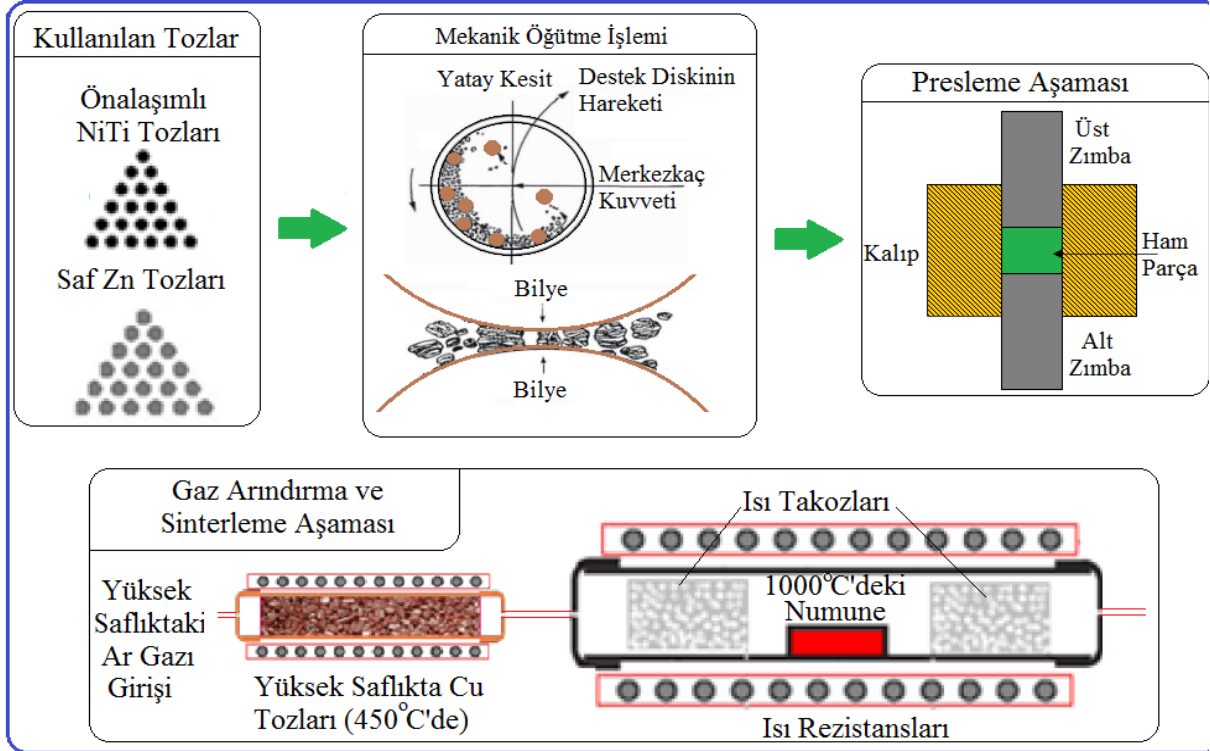 Kullanılan Tozlar
Önalaşımlı
NiTi Tozları
Saf Zn Tozları
Mekanik Öğütme İşlemi
Yatay Kesit
Destek Diskinin
Hareketi
Merkezkaç
Kuvveti
Bilye
Bilye
Presleme Aşaması
Üst
Zımba
Kalıp
Ham
Parça
Alt
Zımba
Gaz Arındırma ve
Sinterleme Aşaması
Yüksek
Saflıktaki
Ar Gazı
Girişi
Yüksek Saflıkta Cu
Tozları (450°C'de)
Isı Takozları
1000°C'deki
Numune
Isı Rezistansları